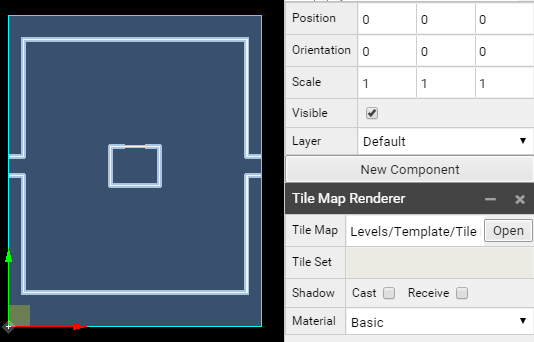 Position 0 0 0
Orientation 0 0 0
Scale 1 1 1
Visible
Layer Default
New Component
Tile Map Renderer
Tile Map Levels/Template/Tile Open
Tile Set
Shadow Cast Receive
Material Basic